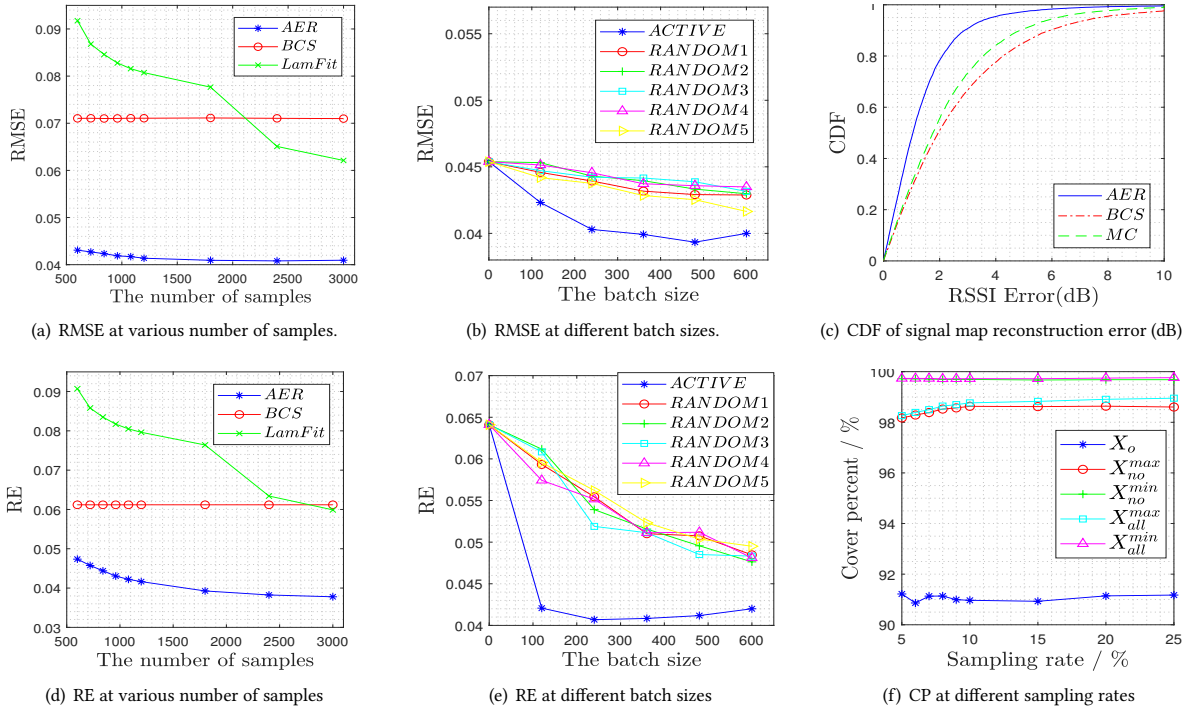 0.09
0.08
0.07
0.06
0.05
0.04
500 1000 1500 2000 2500 3000
RMSE
The number of samples
AER
BCS
LamFit
(a) RMSE at various number of samples.
0.05
0.045
0.04
0 100 200 300 400 500 600
RMSE
The batch size
ACTIVE
RANDOM1
RANDOM2
RANDOM3
RANDOM4
RANDOM5
(b) RMSE at different batch sizes.
1
0.8
0.6
0.4
0.2
0
0 2 4 6 8 10
CDF
RSSI Error(dB)
AER
BCS
MC
(c) CDF of signal map reconstruction error (dB)
0.09
0.08
0.07
0.06
0.05
0.04
0.03
500 1000 1500 2000 2500 3000
RE
The number of samples
AER
BCS
LamFit
(d) RE at various number of samples
0.07
0.065
0.06
0.055
0.05
0.045
0.04
0 100 200 300 400 500 600
RE
The batch size
ACTIVE
RANDOM1
RANDOM2
RANDOM3
RANDOM4
RANDOM5
(e) RE at different batch sizes
100
98
96
94
92
90
5 10 15 20 25
Cover percent / %
Sampling rate / %
X_o
X_{no}^{max}
X_{no}^{min}
X_{all}^{max}
X_{all}^{min}
(f) CP at different sampling rates